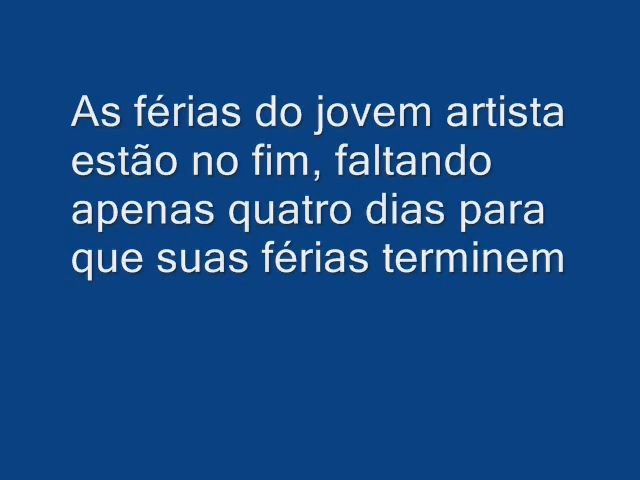 As férias do jovem artista
estão no fim, faltando
apenas quatro dias para
que suas férias terminem